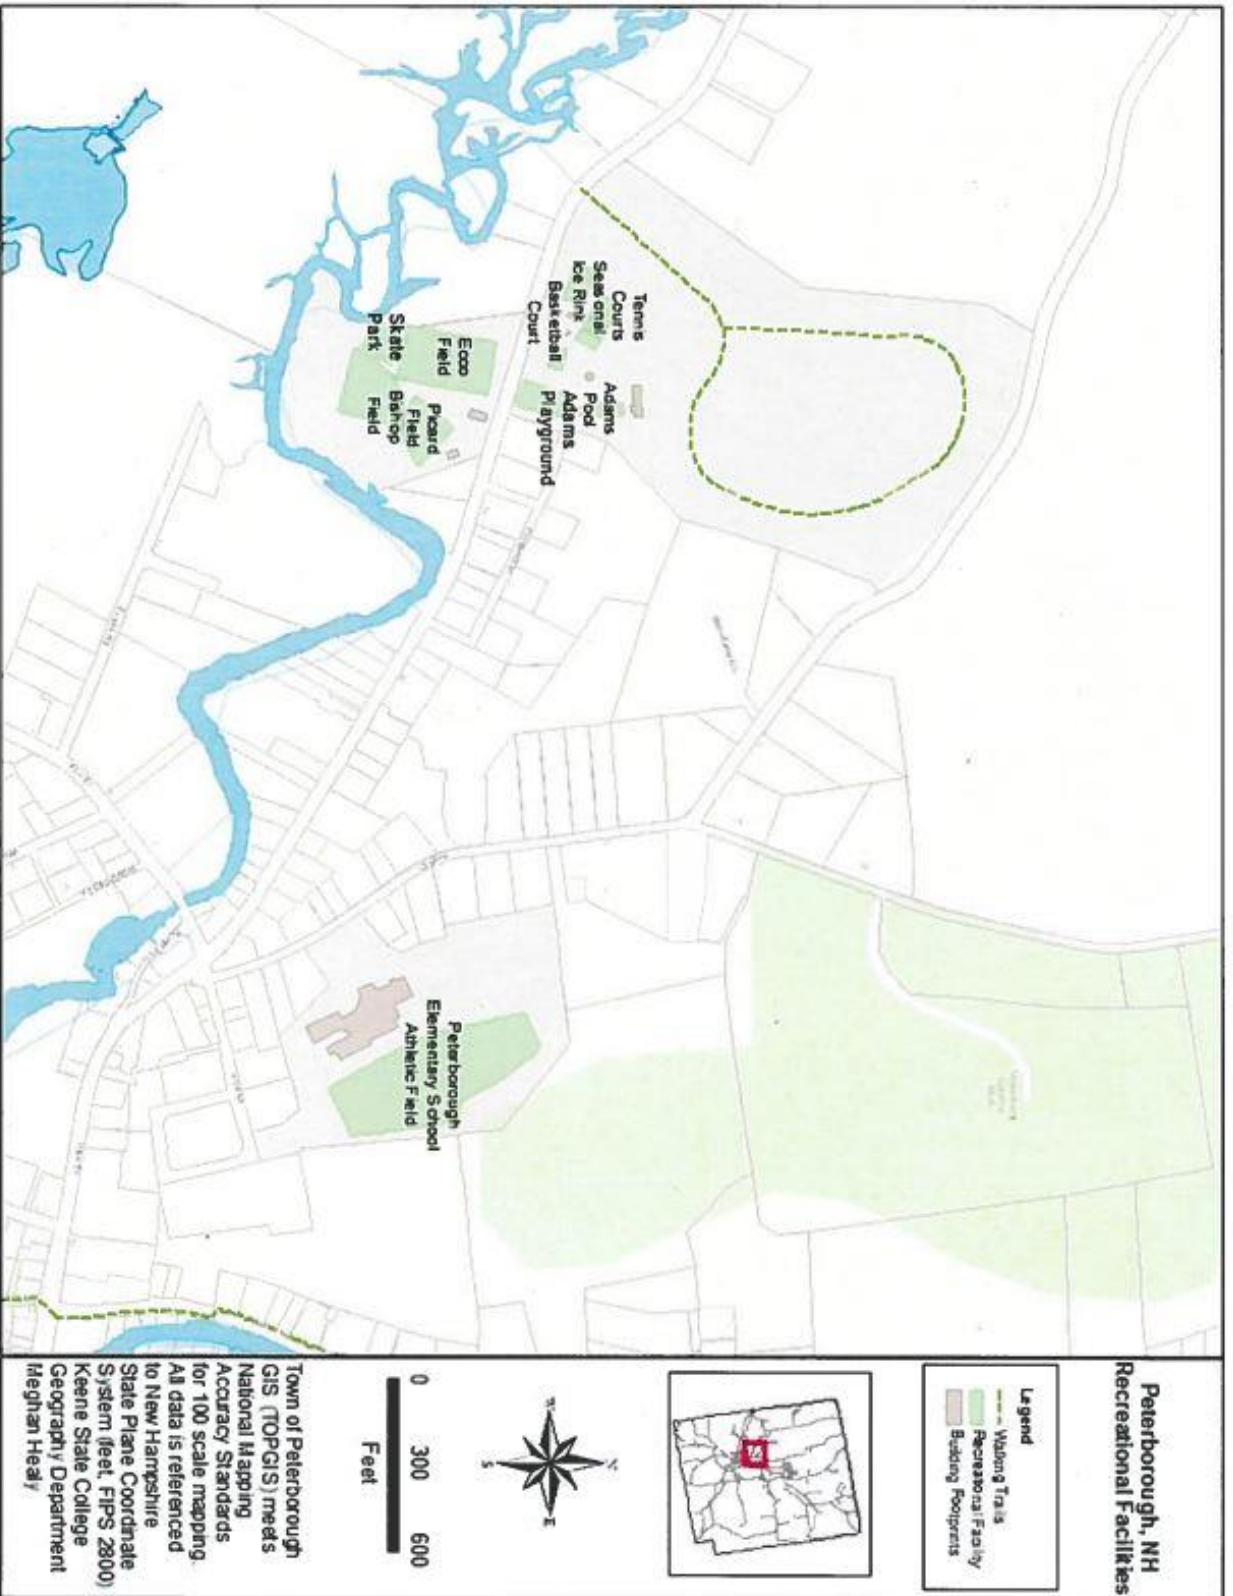 Peterborough, NH
Recreational Facilities
Legend
Walking Trails
Recreational Facility
Building Footprints
N
E
S
0 300 600
Feet
Town of Peterborough
GIS (TOPGIS) meets
National Mapping
Accuracy Standards
for 100 scale mapping.
All data is referenced
to New Hampshire
State Plane Coordinate
System (feet, FIPS 2800)
Keene State College
Geography Department
Meghan Healy
Tennis
Courts
Seasonal
Ice Rink
Basketball
Court
Adams
Pool
Adams
Playground
Ecco
Field
Skate
Park
Picard
Field
Bishop
Field
Peterborough
Elementary School
Athletic Field